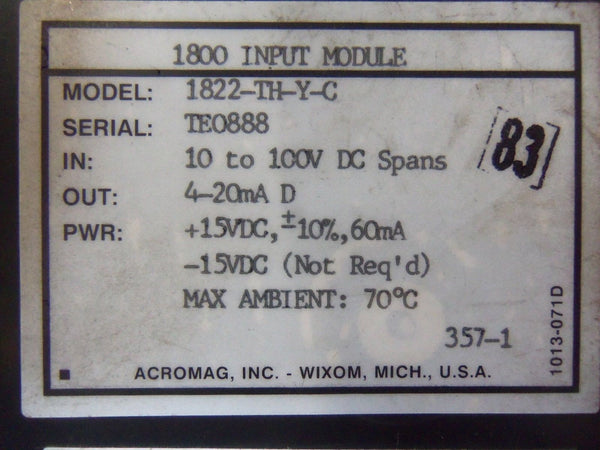 1800 INPUT MODULE
MODEL: 1822-TH-Y-C
SERIAL: TE0888
IN: 10 to 100V DC Spans
[83]
OUT: 4-20mA D
PWR: +15VDC,±10%,60mA
-15VDC (Not Req'd)
MAX AMBIENT: 70°C
357-1
1013-071D
ACROMAG, INC. - WIXOM, MICH., U.S.A.